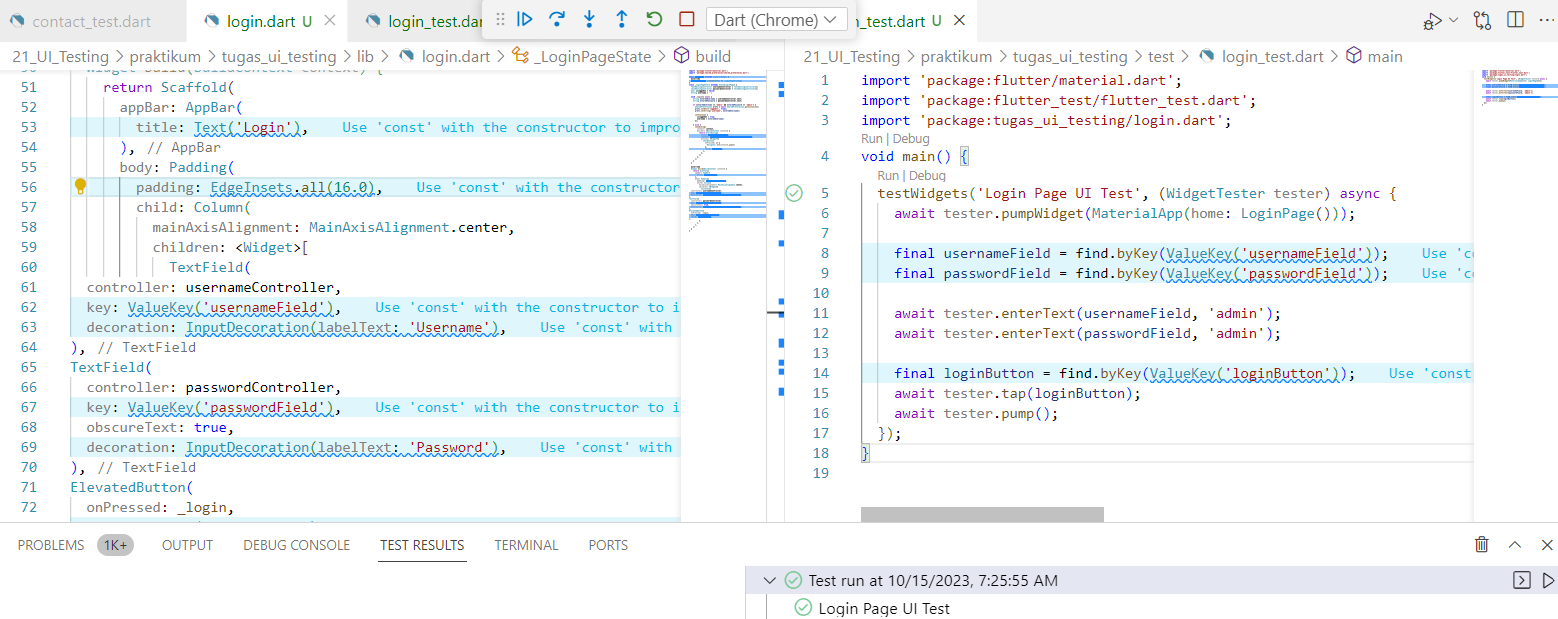 contact_test.dart
login.dart U
login_test.dar
Dart (Chrome)
n_test.dart U
21_UI_Testing > praktikum > tugas_ui_testing > lib > login.dart > _LoginPageState > build
51 return Scaffold(
52 appBar: AppBar(
53 title: Text('Login'), Use 'const' with the constructor to impro
54 ), // AppBar
55 body: Padding(
56 padding: EdgeInsets.all(16.0), Use 'const' with the constructor
57 child: Column(
58 mainAxisAlignment: MainAxisAlignment.center,
59 children: <Widget>[
60 TextField(
61 controller: usernameController,
62 key: ValueKey('usernameField'), Use 'const' with the constructor to i
63 decoration: InputDecoration(labelText: 'Username'), Use 'const' with
64 ), // TextField
65 TextField(
66 controller: passwordController,
67 key: ValueKey('passwordField'), Use 'const' with the constructor to i
68 obscureText: true,
69 decoration: InputDecoration(labelText: 'Password'), Use 'const' with
70 ), // TextField
71 ElevatedButton(
72 onPressed: _login,
21_UI_Testing > praktikum > tugas_ui_testing > test > login_test.dart > main
1 import 'package:flutter/material.dart';
2 import 'package:flutter_test/flutter_test.dart';
3 import 'package:tugas_ui_testing/login.dart';
Run | Debug
4 void main() {
Run | Debug
5 testWidgets('Login Page UI Test', (WidgetTester tester) async {
6 await tester.pumpWidget(MaterialApp(home: LoginPage()));
7
8 final usernameField = find.byKey(ValueKey('usernameField')); Use 'co
9 final passwordField = find.byKey(ValueKey('passwordField')); Use 'co
10
11 await tester.enterText(usernameField, 'admin');
12 await tester.enterText(passwordField, 'admin');
13
14 final loginButton = find.byKey(ValueKey('loginButton')); Use 'const
15 await tester.tap(loginButton);
16 await tester.pump();
17 });
18 }
19
PROBLEMS 1K+ OUTPUT DEBUG CONSOLE TEST RESULTS TERMINAL PORTS
Test run at 10/15/2023, 7:25:55 AM
Login Page UI Test